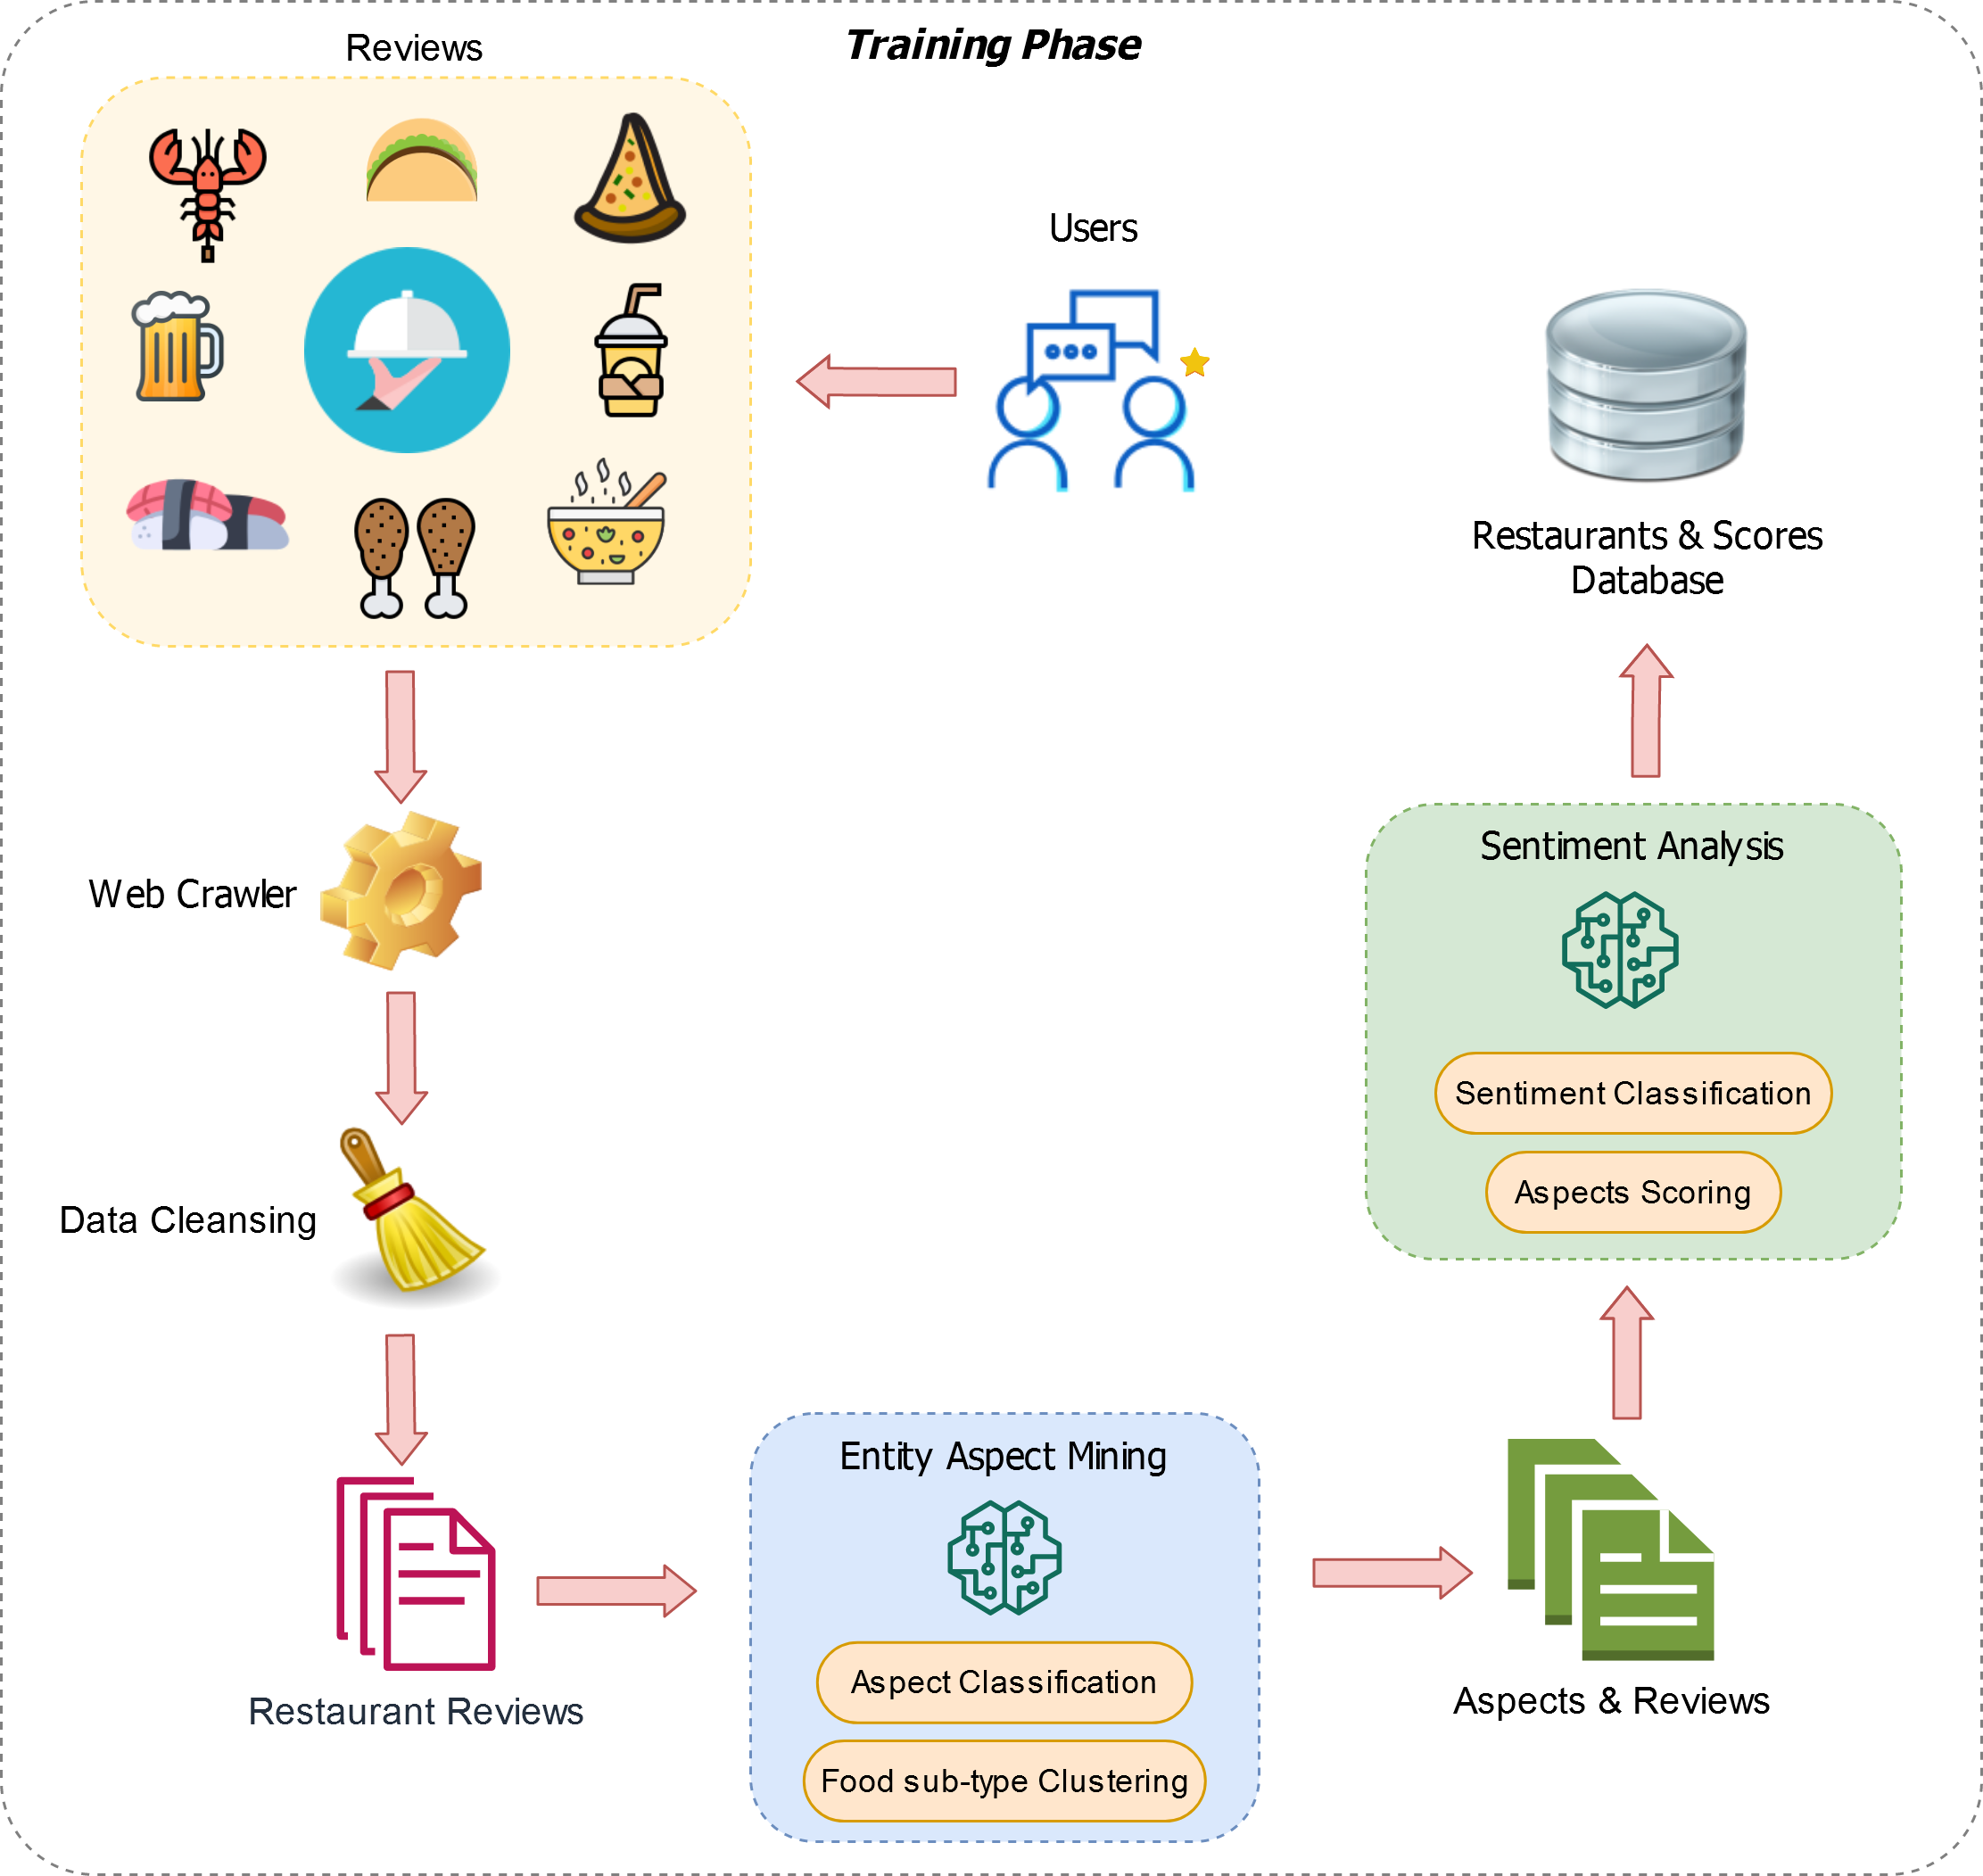 Training Phase
Reviews
Users
Restaurants & Scores
Database
Web Crawler
Data Cleansing
Restaurant Reviews
Entity Aspect Mining
Aspect Classification
Food sub-type Clustering
Aspects & Reviews
Sentiment Analysis
Sentiment Classification
Aspects Scoring